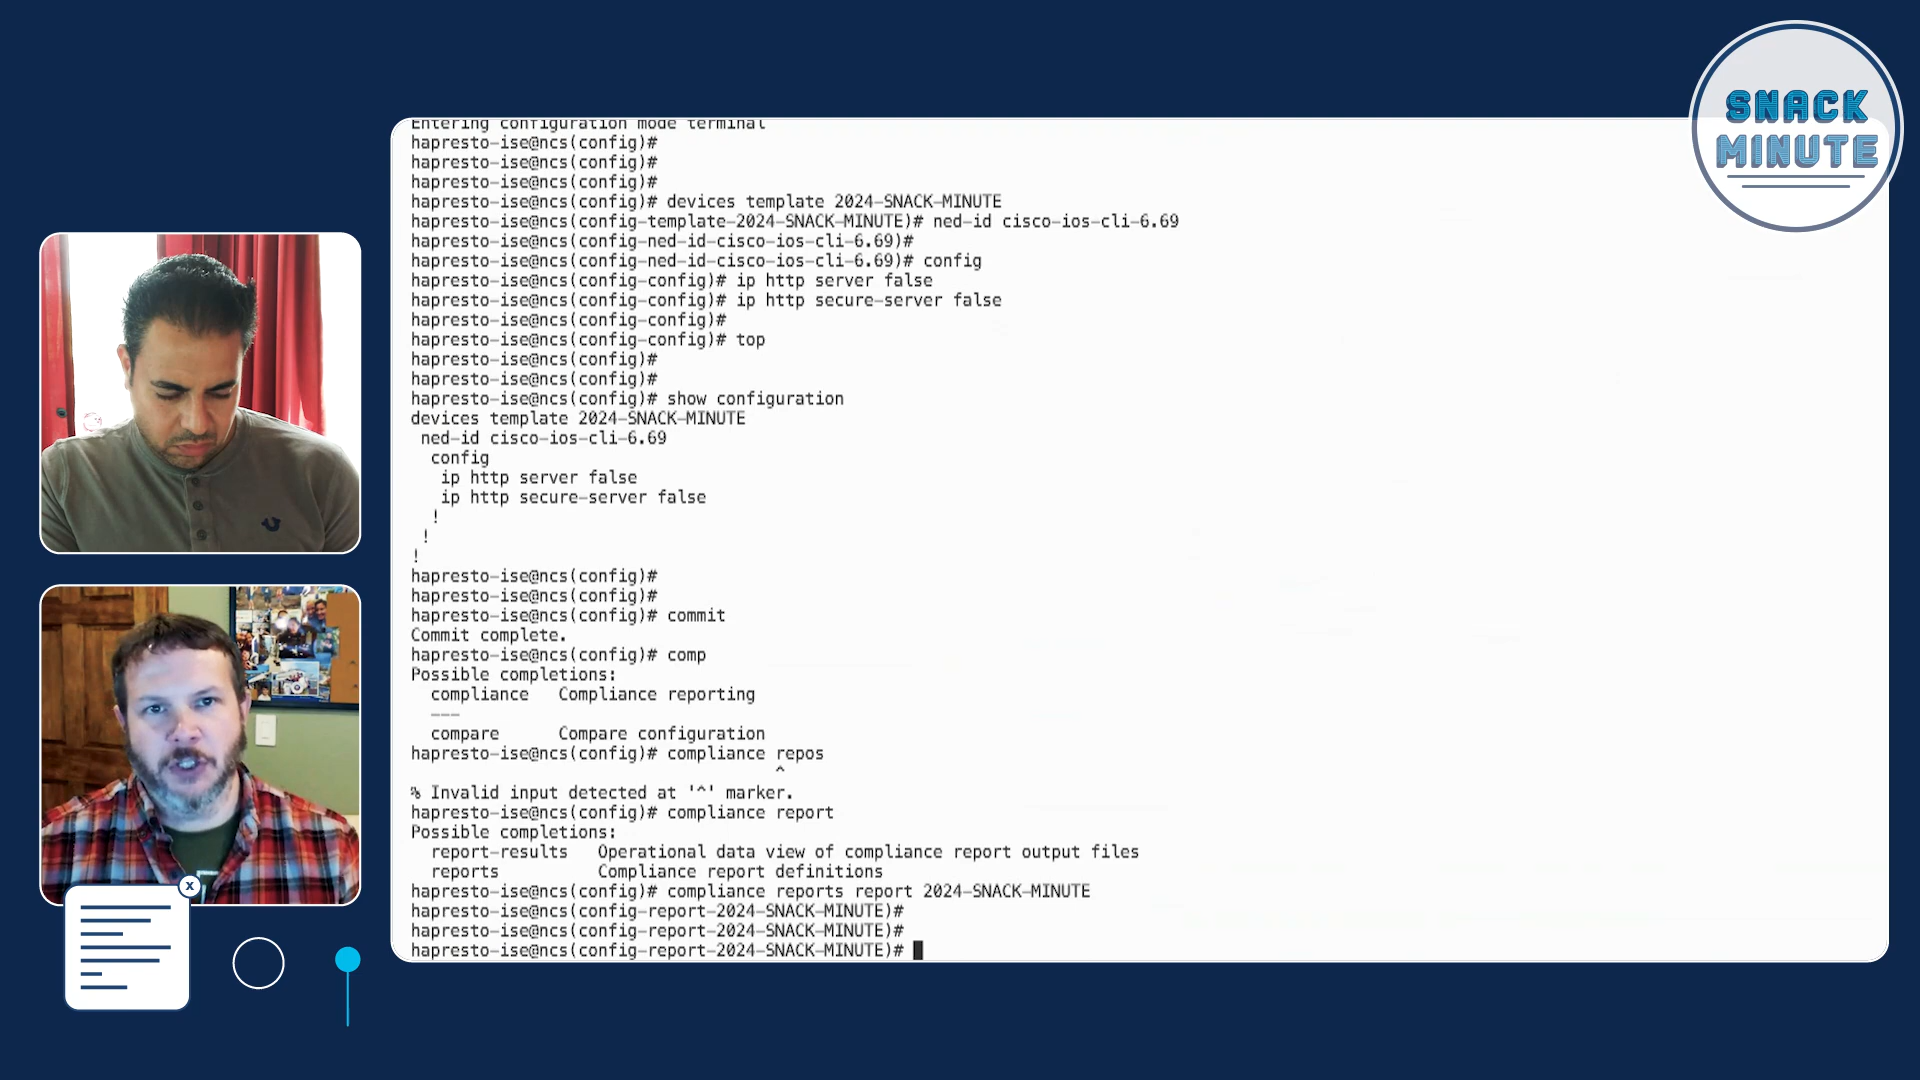 SNACK
MINUTE
Entering configuration mode terminal
hapresto-ise@ncs(config)#
hapresto-ise@ncs(config)#
hapresto-ise@ncs(config)#
hapresto-ise@ncs(config)# devices template 2024-SNACK-MINUTE
hapresto-ise@ncs(config-template-2024-SNACK-MINUTE)# ned-id cisco-ios-cli-6.69
hapresto-ise@ncs(config-ned-id-cisco-ios-cli-6.69)#
hapresto-ise@ncs(config-ned-id-cisco-ios-cli-6.69)# config
hapresto-ise@ncs(config-config)# ip http server false
hapresto-ise@ncs(config-config)# ip http secure-server false
hapresto-ise@ncs(config-config)#
hapresto-ise@ncs(config-config)# top
hapresto-ise@ncs(config)#
hapresto-ise@ncs(config)#
hapresto-ise@ncs(config)# show configuration
devices template 2024-SNACK-MINUTE
 ned-id cisco-ios-cli-6.69
  config
   ip http server false
   ip http secure-server false
  !
 !
!
hapresto-ise@ncs(config)#
hapresto-ise@ncs(config)#
hapresto-ise@ncs(config)# commit
Commit complete.
hapresto-ise@ncs(config)# comp
Possible completions:
  compliance   Compliance reporting
  ---
  compare      Compare configuration
hapresto-ise@ncs(config)# compliance repos
                                     ^
% Invalid input detected at '^' marker.
hapresto-ise@ncs(config)# compliance report
Possible completions:
  report-results   Operational data view of compliance report output files
  reports          Compliance report definitions
hapresto-ise@ncs(config)# compliance reports report 2024-SNACK-MINUTE
hapresto-ise@ncs(config-report-2024-SNACK-MINUTE)#
hapresto-ise@ncs(config-report-2024-SNACK-MINUTE)#
hapresto-ise@ncs(config-report-2024-SNACK-MINUTE)#
x